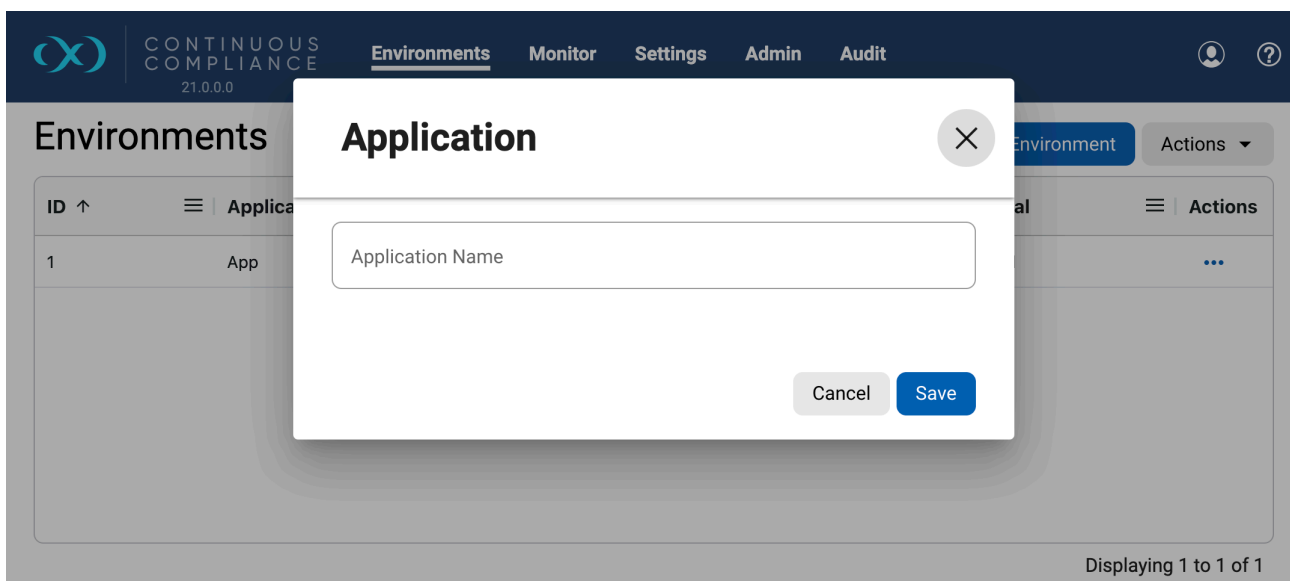 CONTINUOUS
COMPLIANCE
21.0.0.0
Environments Monitor Settings Admin Audit
Environments
Application
Environment Actions
ID Applica al Actions
1 App
Application Name
Cancel Save
Displaying 1 to 1 of 1